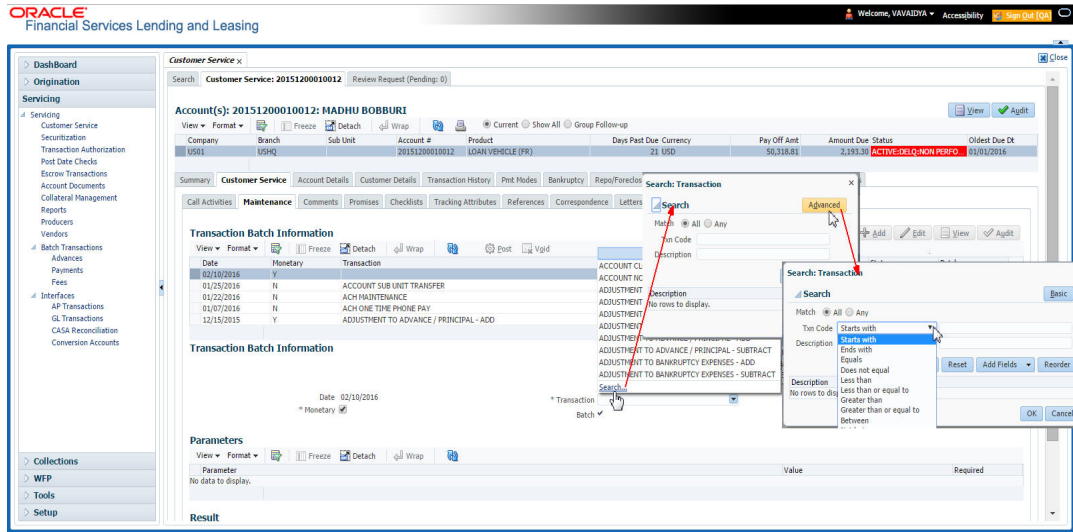 ORACLE
Financial Services Lending and Leasing
Welcome, VAVAIDYA
Accessibility
Sign Out [QA]
DashBoard
Origination
Servicing
Servicing
Customer Service
Securitization
Transaction Authorization
Post Date Checks
Escrow Transactions
Account Documents
Collateral Management
Reports
Producers
Vendors
Batch Transactions
Advances
Payments
Fees
Interfaces
AP Transactions
GL Transactions
CASA Reconciliation
Conversion Accounts
Collections
WFP
Tools
Setup
Customer Service x
Close
Search Customer Service: 20151200010012 Review Request (Pending: 0)
Account(s): 20151200010012: MADHU BOBBURI
View Audit
View Format Freeze Detach Wrap Current Show All Group Follow-up
Company Branch Sub Unit Account # Product Days Past Due Currency Pay Off Amt Amount Due Status Oldest Due Dt
US01 USHQ 20151200010012 LOAN VEHICLE (FR) 21 USD 50,318.81 2,193.30 ACTIVE:DELQ:NON PERFO... 01/01/2016
Summary Customer Service Account Details Customer Details Transaction History Pmt Modes Bankruptcy Repo/Foreclos
Call Activities Maintenance Comments Promises Checklists Tracking Attributes References Correspondence Letters
Transaction Batch Information
Add Edit View Audit
View Format Freeze Detach Wrap Post Void
Date Monetary Transaction
02/10/2016 Y
01/25/2016 N ACCOUNT SUB UNIT TRANSFER
01/22/2016 N ACH MAINTENANCE
01/07/2016 N ACH ONE TIME PHONE PAY
12/15/2015 Y ADJUSTMENT TO ADVANCE / PRINCIPAL - ADD
Transaction Batch Information
Date 02/10/2016
* Monetary
* Transaction
Batch
ACCOUNT CL
ACCOUNT NC
ADJUSTMENT
ADJUSTMENT
ADJUSTMENT
ADJUSTMENT
ADJUSTMENT TO ADVANCE / PRINCIPAL - ADD
ADJUSTMENT TO ADVANCE / PRINCIPAL - SUBTRACT
ADJUSTMENT TO BANKRUPTCY EXPENSES - ADD
ADJUSTMENT TO BANKRUPTCY EXPENSES - SUBTRACT
Search...
Search: Transaction x
Search
Advanced
Match All Any
Txn Code
Description
Description
No rows to display.
Search: Transaction
Search
Basic
Match All Any
Txn Code Starts with
Description
Starts with
Ends with
Equals
Does not equal
Less than
Less than or equal to
Greater than
Greater than or equal to
Between
Reset Add Fields Reorder
Description
No rows to disp
OK Cancel
Parameters
View Format Freeze Detach Wrap
Parameter Value Required
No data to display.
Result